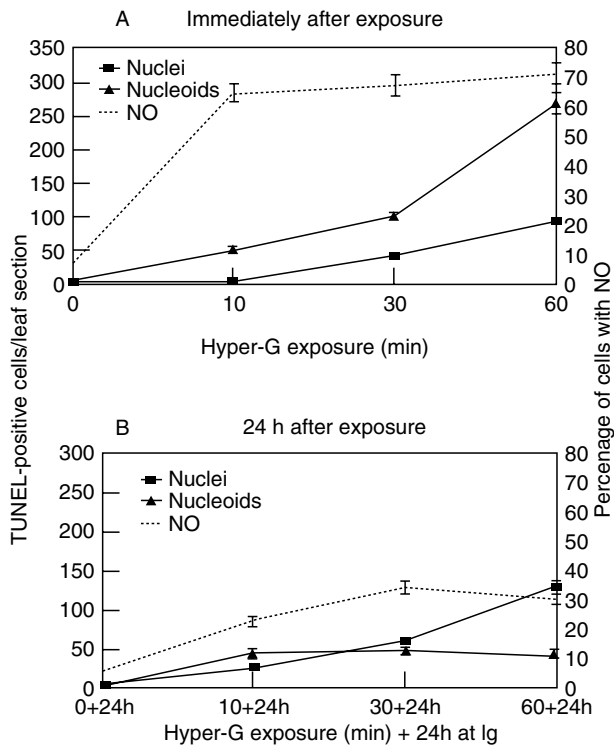 A Immediately after exposure
350
300
250
200
150
100
50
0
Nuclei
Nucleoids
NO
80
70
60
50
40
30
20
10
0
0 10 30 60
Hyper-G exposure (min)
TUNEL-positive cells/leaf section
Percenage of cells with NO
B 24 h after exposure
300
250
200
150
100
50
0
Nuclei
Nucleoids
NO
80
70
60
50
40
30
20
10
0
0+24h 10+24h 30+24h 60+24h
Hyper-G exposure (min) + 24h at lg